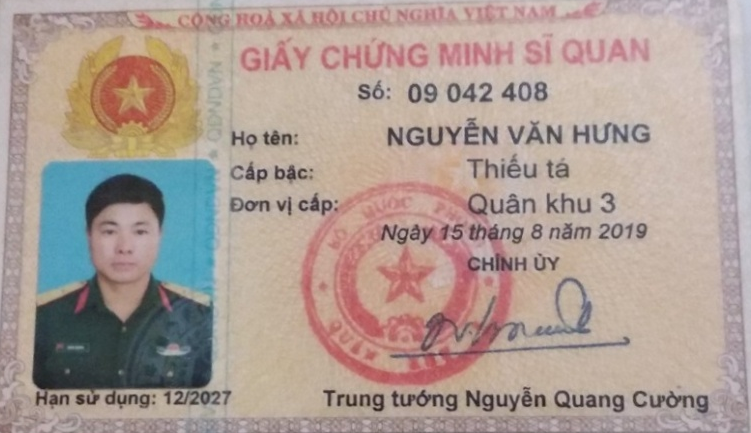 CỘNG HOÀ XÃ HỘI CHỦ NGHĨA VIỆT NAM
GIẤY CHỨNG MINH SĨ QUAN
Số: 09 042 408
Họ tên: NGUYỄN VĂN HƯNG
Cấp bậc: Thiếu tá
Đơn vị cấp: Quân khu 3
Ngày 15 tháng 8 năm 2019
CHÍNH ỦY
Hạn sử dụng: 12/2027
Trung tướng Nguyễn Quang Cường